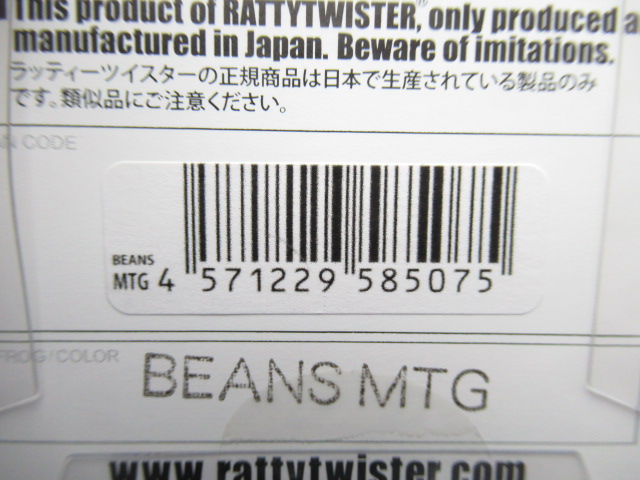 This product of RATTYTWISTER, only produced a
manufactured in Japan. Beware of imitations.
ラッティーツイスターの正規商品は日本で生産されている製品のみ
です。類似品にご注意ください。
AN CODE
BEANS
MTG 4 571229 585075
FROG/COLOR
BEANS MTG
www.rattytwister.com